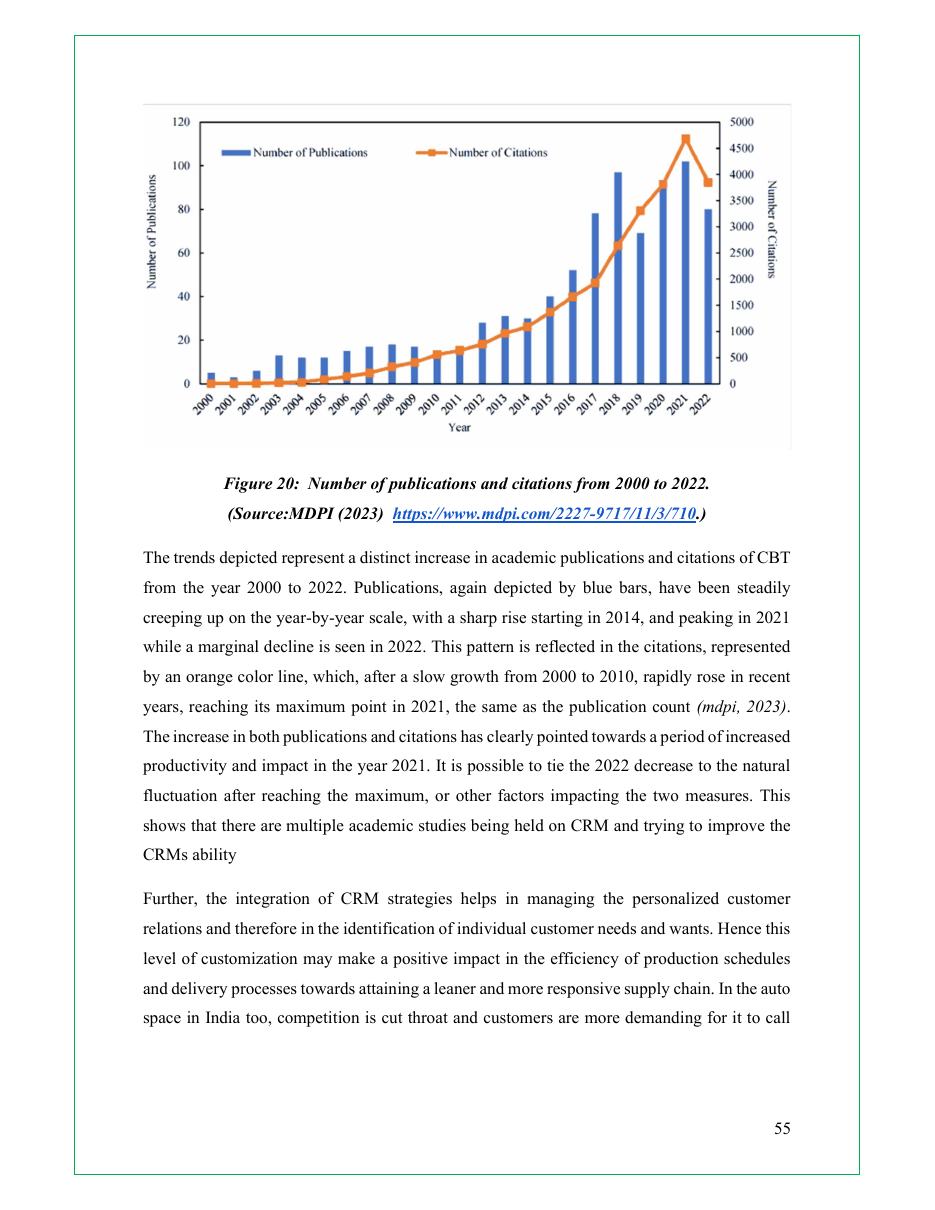 120
100
80
60
40
20
0
Number of Publications
Number of Publications
Number of Citations
5000
4500
4000
3500
3000
2500
2000
1500
1000
500
0
Number of Citations
2000 2001 2002 2003 2004 2005 2006 2007 2008 2009 2010 2011 2012 2013 2014 2015 2016 2017 2018 2019 2020 2021 2022
Year
Figure 20: Number of publications and citations from 2000 to 2022.
(Source:MDPI (2023) https://www.mdpi.com/2227-9717/11/3/710.)
The trends depicted represent a distinct increase in academic publications and citations of CBT
from the year 2000 to 2022. Publications, again depicted by blue bars, have been steadily
creeping up on the year-by-year scale, with a sharp rise starting in 2014, and peaking in 2021
while a marginal decline is seen in 2022. This pattern is reflected in the citations, represented
by an orange color line, which, after a slow growth from 2000 to 2010, rapidly rose in recent
years, reaching its maximum point in 2021, the same as the publication count (mdpi, 2023).
The increase in both publications and citations has clearly pointed towards a period of increased
productivity and impact in the year 2021. It is possible to tie the 2022 decrease to the natural
fluctuation after reaching the maximum, or other factors impacting the two measures. This
shows that there are multiple academic studies being held on CRM and trying to improve the
CRMs ability
Further, the integration of CRM strategies helps in managing the personalized customer
relations and therefore in the identification of individual customer needs and wants. Hence this
level of customization may make a positive impact in the efficiency of production schedules
and delivery processes towards attaining a leaner and more responsive supply chain. In the auto
space in India too, competition is cut throat and customers are more demanding for it to call
55